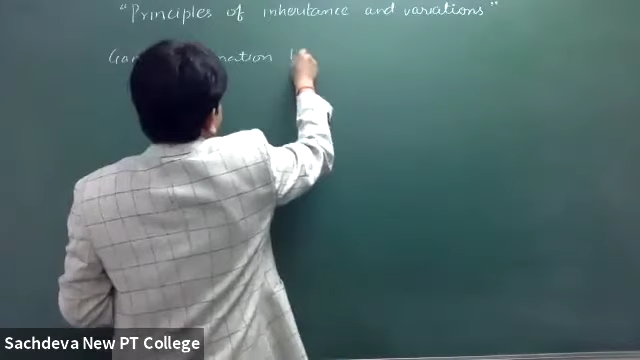 "Principles of inheritance and variations"
Sachdeva New PT College